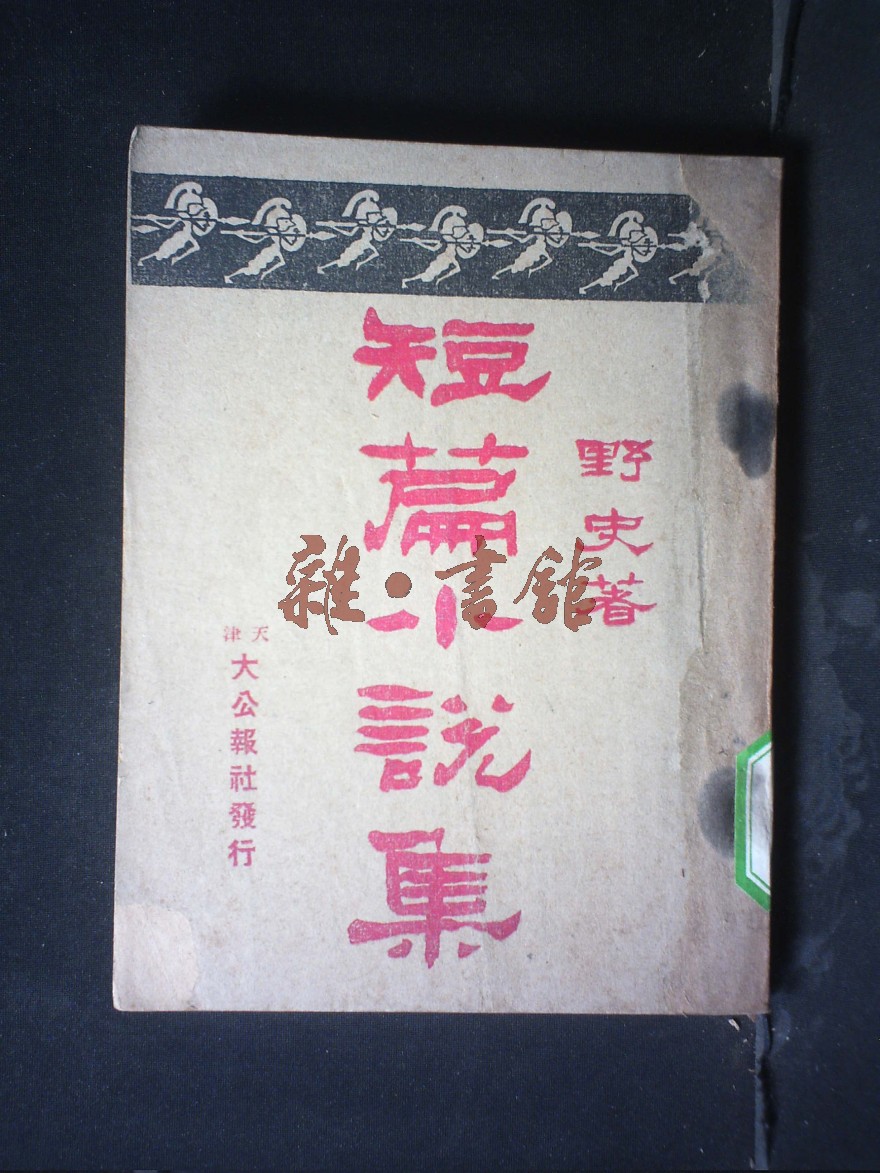 野史著
短篇小說集
天津
大公報社發行
雜·書館